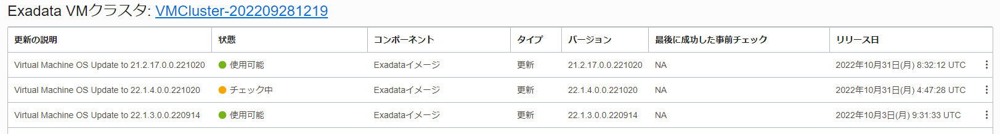 Exadata VMクラスタ: VMCluster-202209281219
更新の説明 状態 コンポーネント タイプ バージョン 最後に成功した事前チェック リリース日
Virtual Machine OS Update to 21.2.17.0.0.221020 使用可能 Exadataイメージ 更新 21.2.17.0.0.221020 NA 2022年10月31日(月) 8:32:12 UTC
Virtual Machine OS Update to 22.1.4.0.0.221020 チェック中 Exadataイメージ 更新 22.1.4.0.0.221020 NA 2022年10月31日(月) 4:47:28 UTC
Virtual Machine OS Update to 22.1.3.0.0.220914 使用可能 Exadataイメージ 更新 22.1.3.0.0.220914 NA 2022年10月3日(月) 9:31:33 UTC